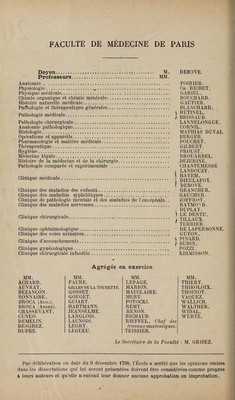 FACULTÉ DE MÉDECINE DE PARIS
Doyen .......... M. DEBOVE.
Professeurs .......... MM.
Anatomie .......... POIRIER.
Physiologie .......... CH. RICHET.
Physique médicale .......... GARIEL.
Chimie organique et chimie minérale .......... BOUCHARD.
Histoire naturelle médicale .......... GAUTIER.
Pathologie et thérapeutique générales .......... BLANCHARD.
Pathologie médicale .......... HUTINEL.
BRISSAUD.
Pathologie chirurgicale .......... LANNELONGUE.
Anatomie pathologique .......... CORNIL.
Histologie .......... MATHIAS DUVAL
Opérations et appareils .......... BERGER.
Pharmacologie et matière médicale .......... POUCHET.
Thérapeutique .......... GILBERT.
Hygiène .......... PROUST.
Médecine légale .......... BROUARDEL.
Histoire de la médecine et de la chirurgie .......... DEJERINE.
Pathologie comparée et expérimentale .......... CHANTEMESSE
LANDOUZY.
Clinique médicale .......... HAYEM.
DIEULAFOY.
DEBOVE.
Clinique des maladies des enfants .......... GRANCHER.
Clinique des maladies syphilitiques .......... GAUCHER.
Clinique de pathologie mentale et des maladies de l'encéphale .. JOFFROY.
Clinique des maladies nerveuses .......... RAYMOND.
DUPLAY.
Clinique chirurgicale .......... LE DENTU.
TILLAUX
TERRIER.
Clinique ophtalmologique .......... DE LAPERSONNE.
Clinique des voies urinaires .......... GUYON.
Clinique d'accouchements .......... PINARD.
BUDIN.
Clinique gynécologique .......... POZZI.
Clinique chirurgicale infantile .......... KIRMISSON.
Agrégés en exercice
MM. MM. MM. MM. MM.
ACHARD. FAURE. LEPAGE. RIEFFEL, Chef des travaux anatomiques. THIERY.
AUVRAY. GILLES DE LA TOURETTE. MARION. THIROLOIX.
BEZANÇON. GOSSET. MAUCLAIRE. THOINOT.
BONNAIRE. GOUGET. MERY. VAQUEZ.
BROCA (AUG.). GUIART. POTOCKI. WALLICH.
BROCA (ANDRÉ). HARTMANN. REMY. WALTHER.
CHASSEVANT. JEANSELME. RENON. WIDAL.
CUNEO. LANGLOIS. RICHAUD. WURTZ.
DEMELIN. LAUNOIS.
DESGREZ. LEGRY.
DUPRE. LEGUEU. TEISSIER.
Le Secrétaire de la Faculté : M. GRISEZ.
Par délibération en date du 9 décembre 1798, l'École a arrêté que les opinions émises
dans les dissertations qui lui seront présentées doivent être considérées comme propres
à leurs auteurs et qu'elle n'entend leur donner aucune approbation ni improbation.